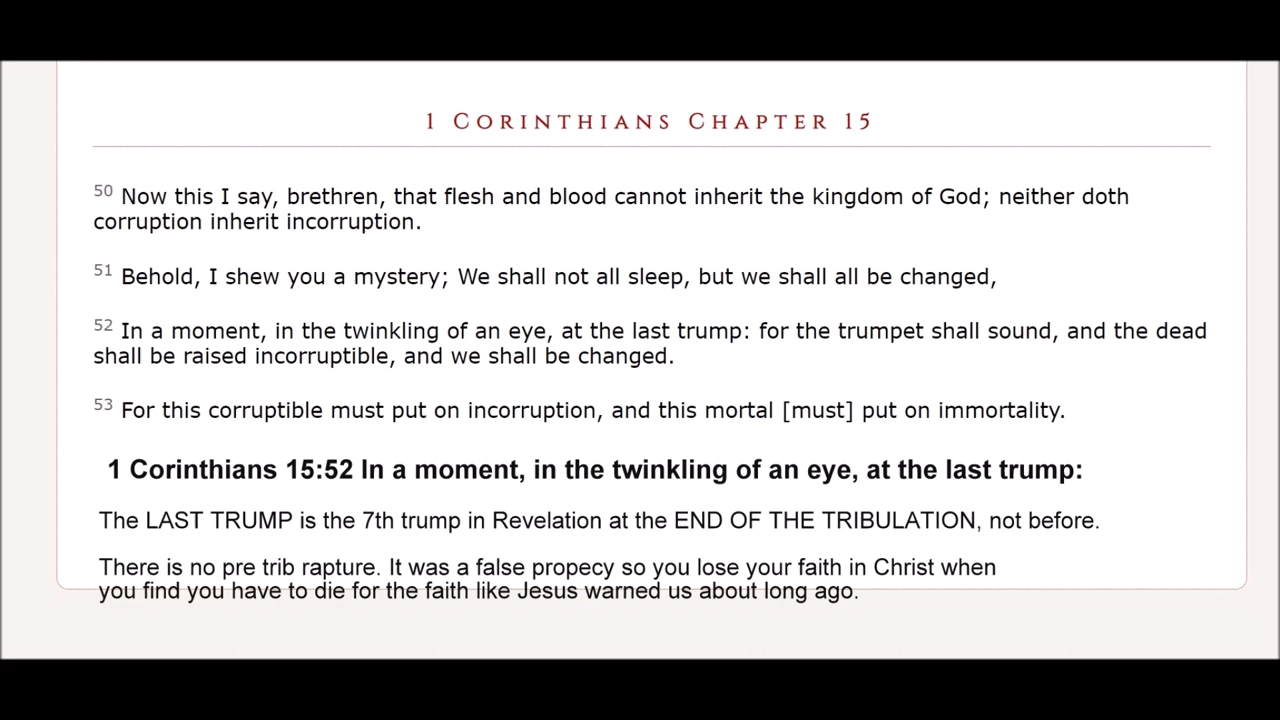 1 Corinthians Chapter 15
50 Now this I say, brethren, that flesh and blood cannot inherit the kingdom of God; neither doth
corruption inherit incorruption.
51 Behold, I shew you a mystery; We shall not all sleep, but we shall all be changed,
52 In a moment, in the twinkling of an eye, at the last trump: for the trumpet shall sound, and the dead
shall be raised incorruptible, and we shall be changed.
53 For this corruptible must put on incorruption, and this mortal [must] put on immortality.
1 Corinthians 15:52 In a moment, in the twinkling of an eye, at the last trump:
The LAST TRUMP is the 7th trump in Revelation at the END OF THE TRIBULATION, not before.
There is no pre trib rapture. It was a false propecy so you lose your faith in Christ when
you find you have to die for the faith like Jesus warned us about long ago.